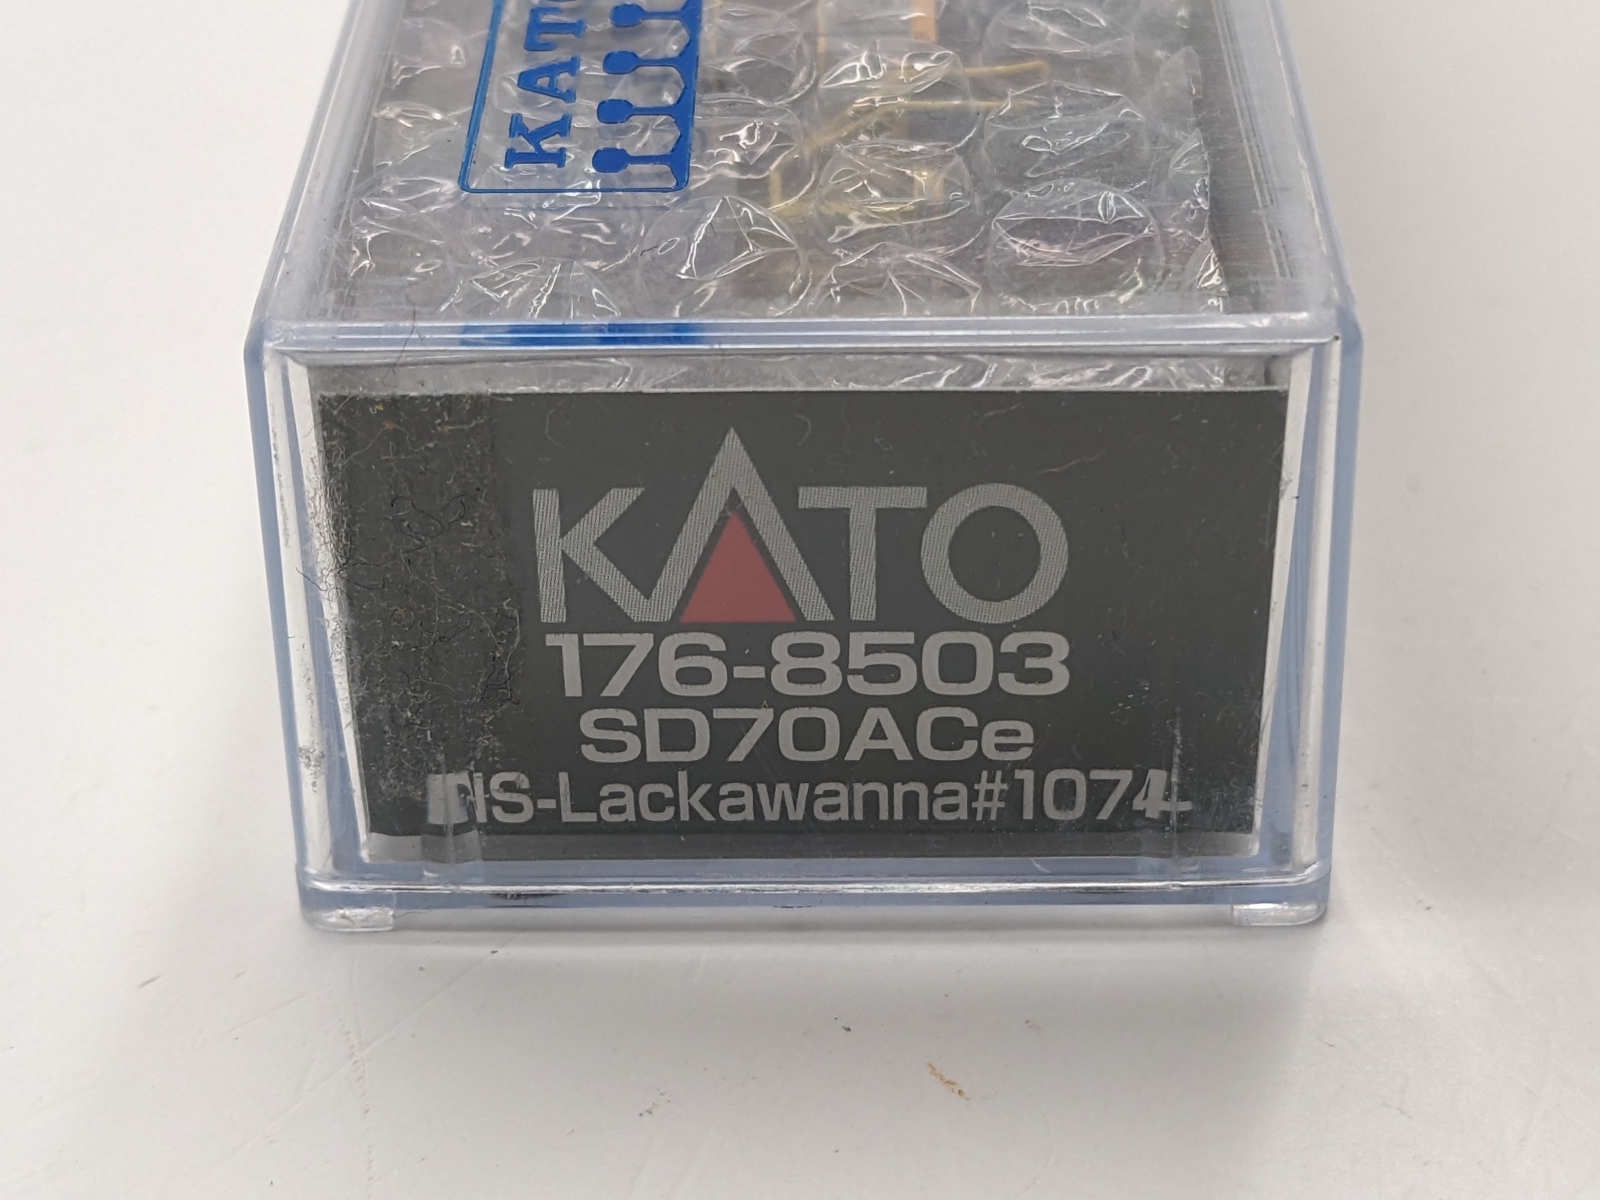 KATO
KATO
176-8503
SD70ACe
NS-Lackawanna#1074